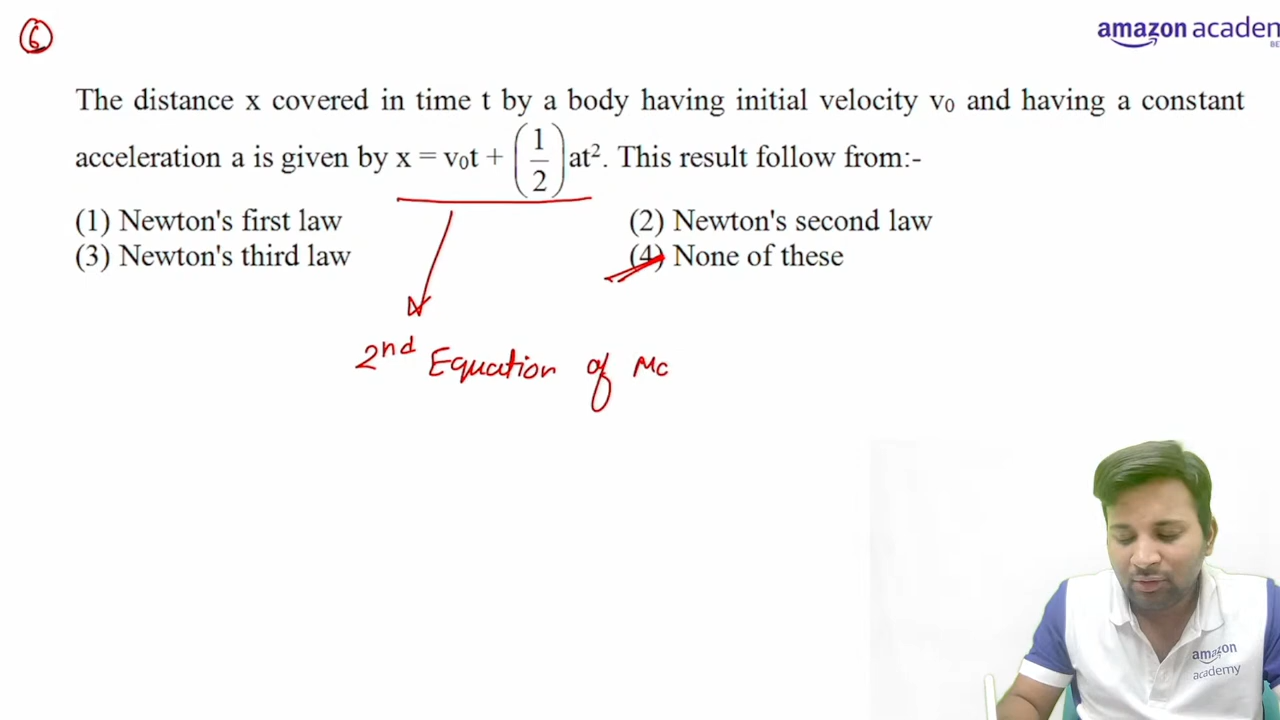 6
amazon academ
BE
The distance x covered in time t by a body having initial velocity v₀ and having a constant
acceleration a is given by x = v₀t + (1/2) at². This result follow from:-
(1) Newton's first law (2) Newton's second law
(3) Newton's third law (4) None of these
2nd Equation of Mo
amazon
academy